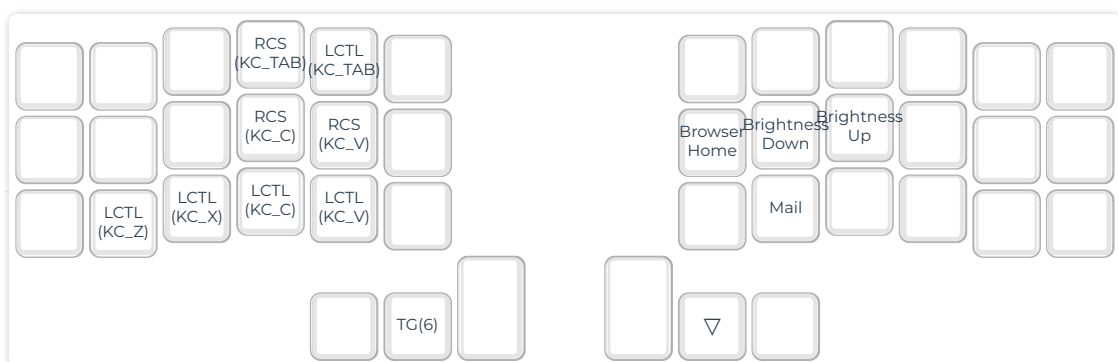 RCS
(KC_TAB)
LCTL
(KC_TAB)
RCS
(KC_C)
RCS
(KC_V)
Browser
Home
Brightness
Down
Brightness
Up
LCTL
(KC_Z)
LCTL
(KC_X)
LCTL
(KC_C)
LCTL
(KC_V)
Mail
TG(6)
▽